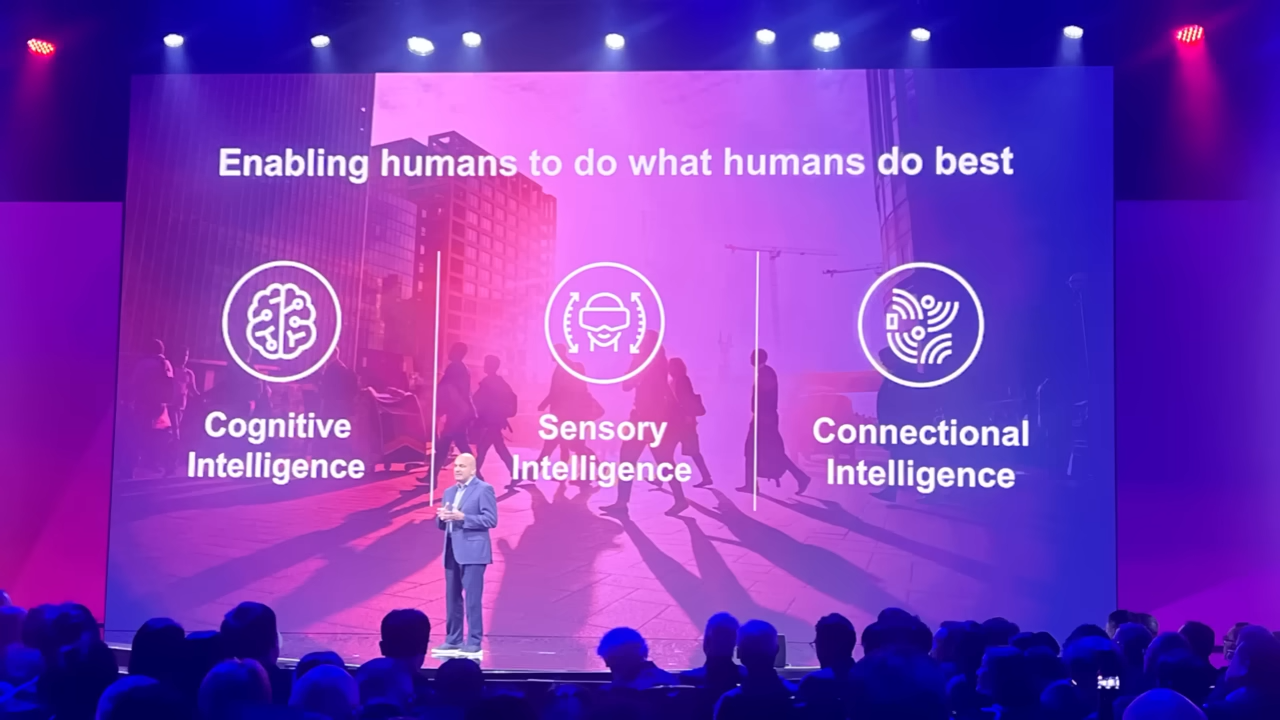 Enabling humans to do what humans do best
Cognitive
Intelligence
Sensory
Intelligence
Connectional
Intelligence